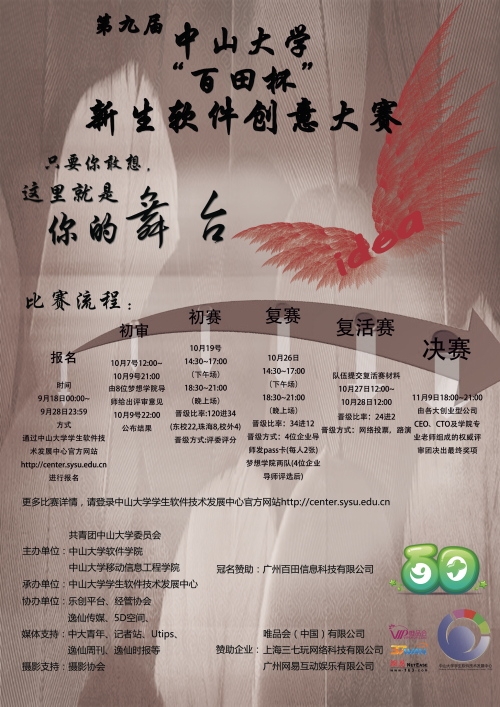 第九届
中山大学
“百田杯”
新生软件创意大赛
只要你敢想，
这里就是
你的舞台
idea
比赛流程：
报名
时间
9月18日00:00~
9月28日23:59
方式
通过中山大学学生软件技
术发展中心官方网站
http://center.sysu.edu.cn
进行报名
初审
10月7号12:00~
10月9号21:00
由8位梦想学院导
师给出评审意见
10月9号22:00
公布结果
初赛
10月19号
14:30~17:00
（下午场）
18:30~21:00
（晚上场）
晋级比率:120进34
(东校22,珠海8,校外4)
晋级方式:评委评分
复赛
10月26日
14:30~17:00
（下午场）
18:30~21:00
（晚上场）
晋级比率：34进12
晋级方式：4位企业导
师发pass卡(每人2张)
梦想学院两队(4位企业
导师评选后)
复活赛
队伍提交复活赛材料
10月27日12:00~
10月28日12:00
晋级比率：24进2
晋级方式：网络投票，路演
决赛
11月9日18:00~21:00
由各大创业型公司
CEO、CTO及学院专
业老师组成的权威评
审团决出最终奖项
更多比赛详情，请登录中山大学学生软件技术发展中心官方网站http://center.sysu.edu.cn
共青团中山大学委员会
主办单位：中山大学软件学院
中山大学移动信息工程学院
承办单位：中山大学学生软件技术发展中心
协办单位：乐创平台、经管协会
逸仙传媒、5D空间、
媒体支持：中大青年、记者站、Utips、
逸仙周刊、逸仙时报等
摄影支持：摄影协会
冠名赞助：广州百田信息科技有限公司
唯品会（中国）有限公司
赞助企业：上海三七玩网络科技有限公司
广州网易互动娱乐有限公司
网易 NetEase
www.163.com
中山大学学生软件技术发展中心